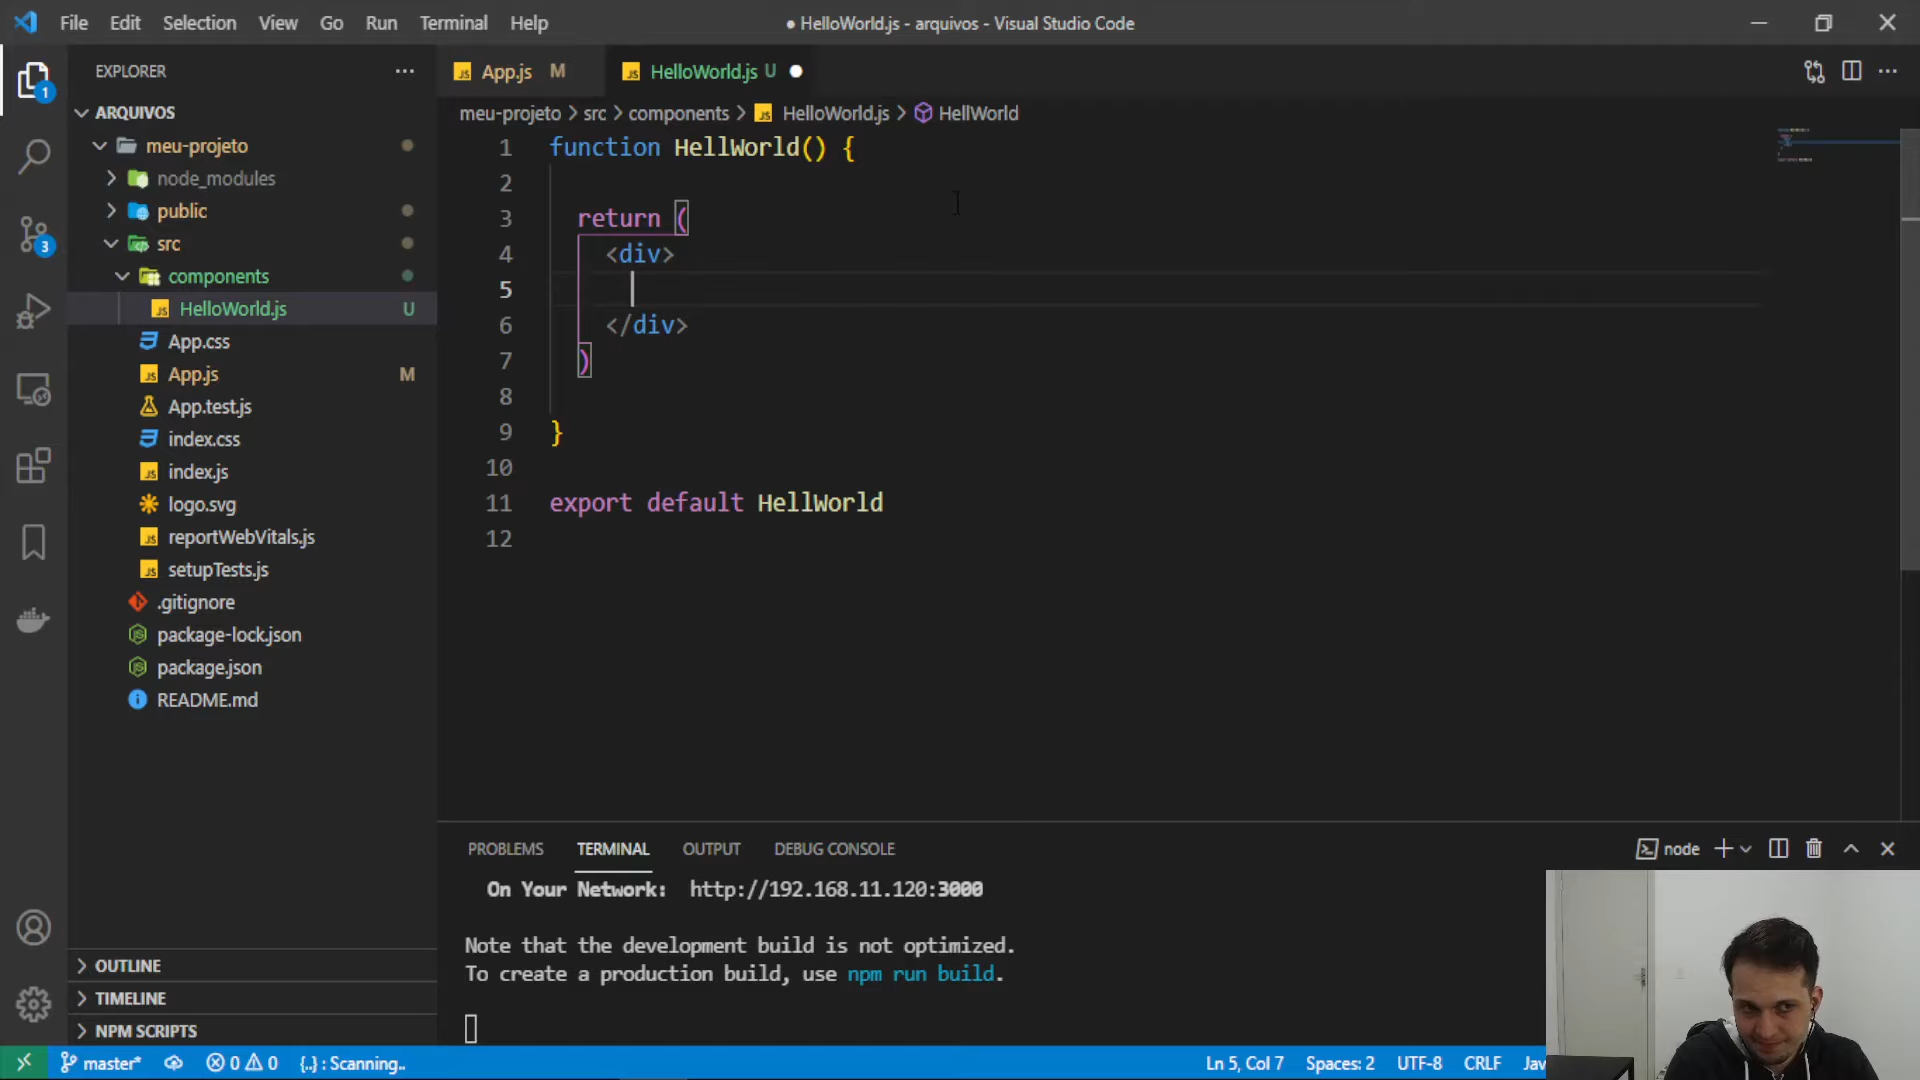 File Edit Selection View Go Run Terminal Help
● HelloWorld.js - arquivos - Visual Studio Code
EXPLORER
ARQUIVOS
meu-projeto
node_modules
public
src
components
HelloWorld.js U
App.css
App.js M
App.test.js
index.css
index.js
logo.svg
reportWebVitals.js
setupTests.js
.gitignore
package-lock.json
package.json
README.md
OUTLINE
TIMELINE
NPM SCRIPTS
1
3
App.js M
HelloWorld.js U
meu-projeto > src > components > HelloWorld.js > HellWorld
1 function HellWorld() {
2
3 return (
4 <div>
5
6 </div>
7 )
8
9 }
10
11 export default HellWorld
12
PROBLEMS TERMINAL OUTPUT DEBUG CONSOLE
node
On Your Network: http://192.168.11.120:3000
Note that the development build is not optimized.
To create a production build, use npm run build.
master* 0 0 {..} : Scanning..
Ln 5, Col 7 Spaces: 2 UTF-8 CRLF